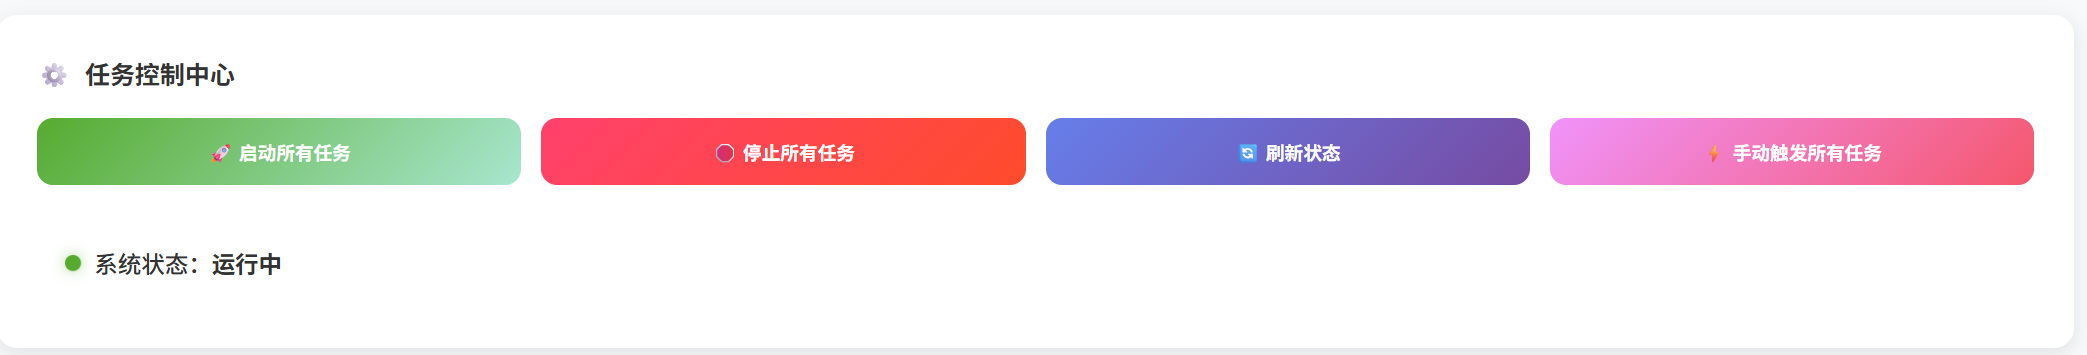 任务控制中心
启动所有任务
停止所有任务
刷新状态
手动触发所有任务
系统状态：运行中